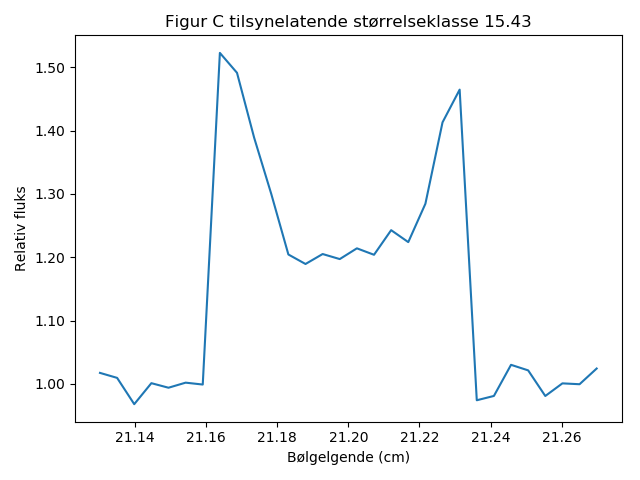 Figur C tilsynelatende størrelseklasse 15.43
1.50
1.40
1.30
1.20
1.10
1.00
Relativ fluks
21.14 21.16 21.18 21.20 21.22 21.24 21.26
Bølgelgende (cm)